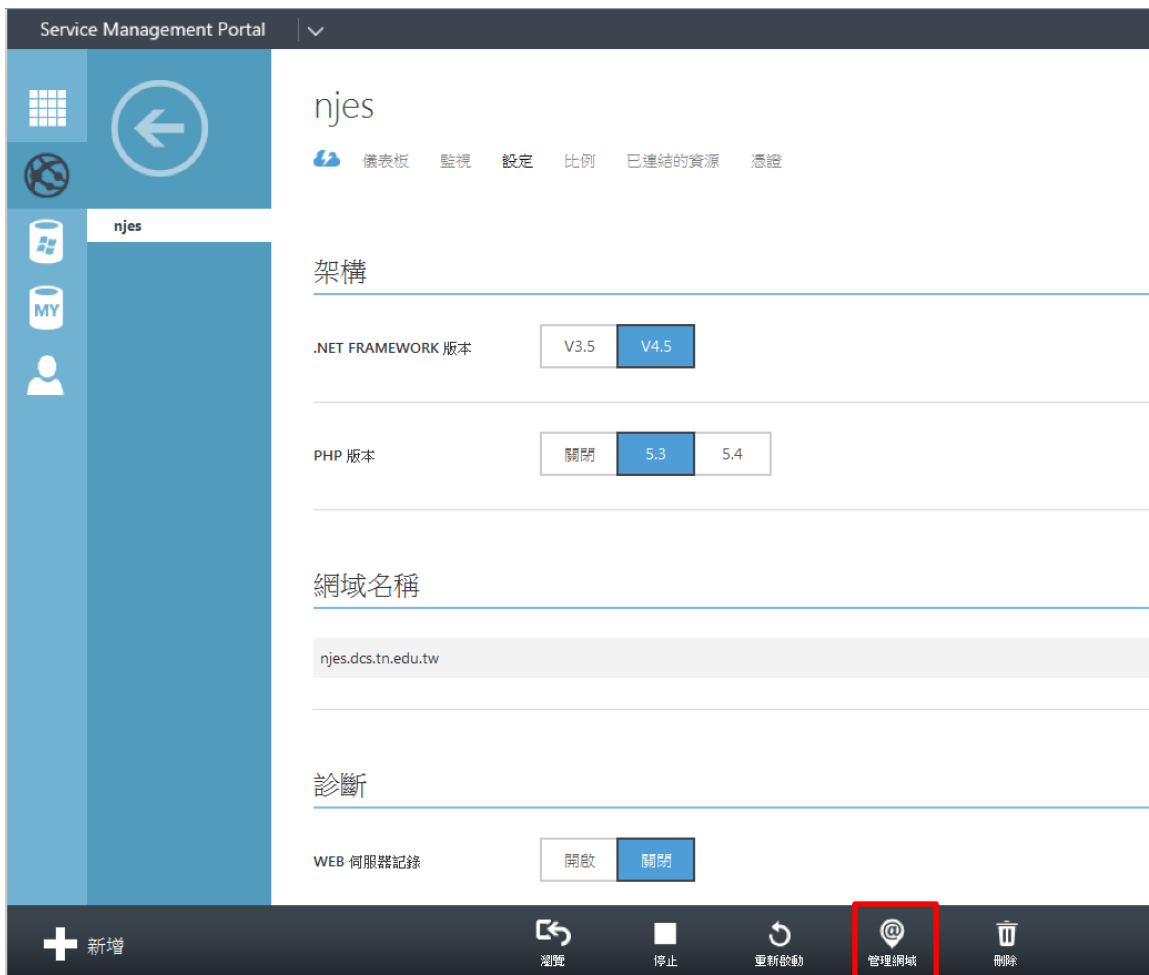 Service Management Portal
njes
儀表板 監視 設定 比例 已連結的資源 憑證
njes
MY
架構
.NET FRAMEWORK 版本 V3.5 V4.5
PHP 版本 關閉 5.3 5.4
網域名稱
njes.dcs.tn.edu.tw
診斷
WEB 伺服器記錄 開啟 關閉
新增 瀏覽 停止 重新啟動 @ 管理網域 刪除